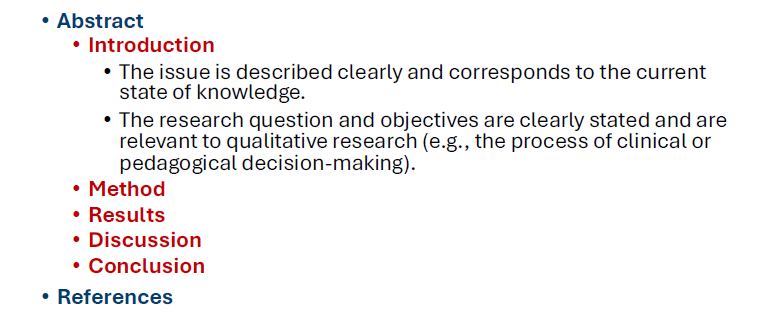 • Abstract
• Introduction
• The issue is described clearly and corresponds to the current
state of knowledge.
• The research question and objectives are clearly stated and are
relevant to qualitative research (e.g., the process of clinical or
pedagogical decision-making).
• Method
• Results
• Discussion
• Conclusion
• References